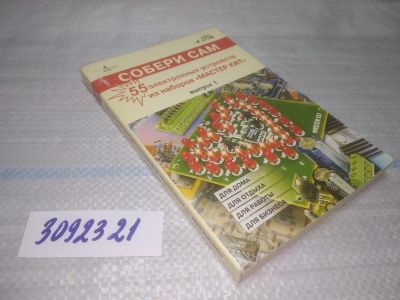 СОБЕРИ САМ
55 электронных устройств
из наборов «МАСТЕР КИТ»
выпуск 1
ДЛЯ ДОМА
ДЛЯ ОТДЫХА
ДЛЯ РАБОТЫ
ДЛЯ БИЗНЕСА
3092321